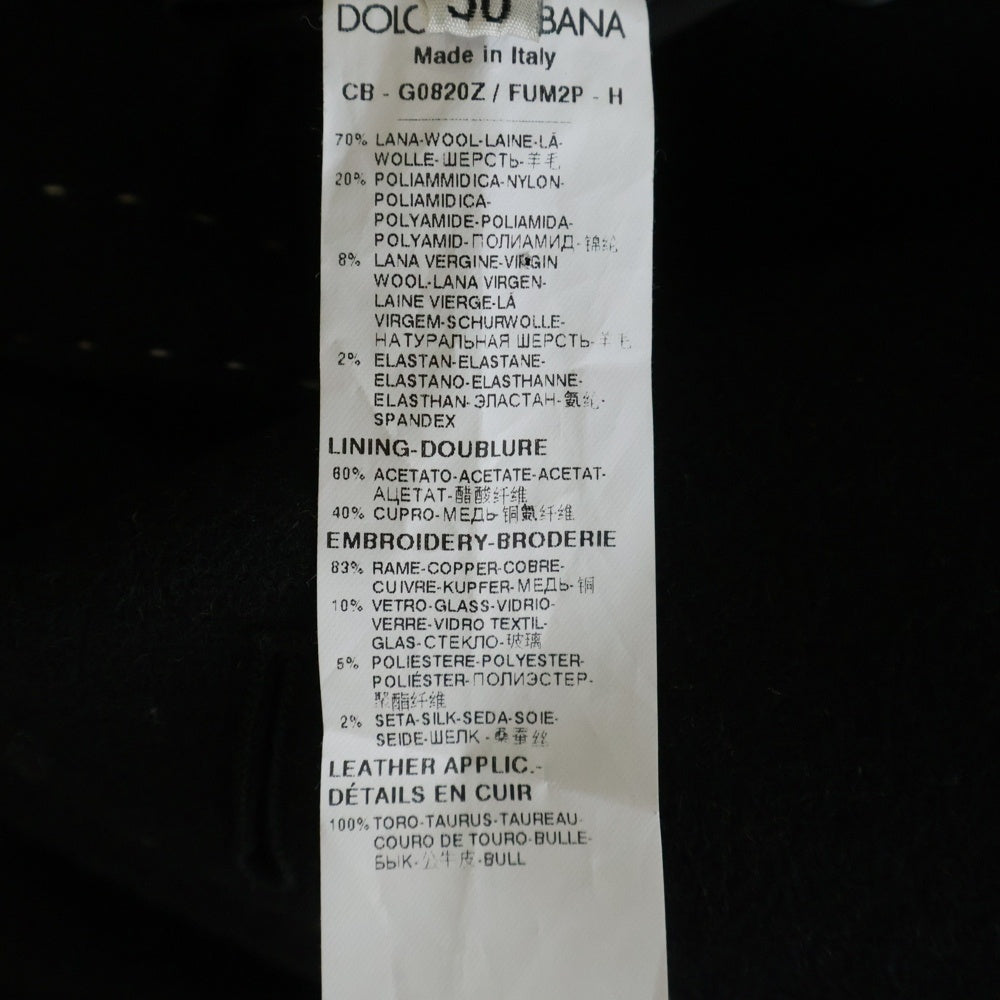 DOLC 50 BANA
Made in Italy
CB - G0820Z / FUM2P - H
70% LANA-WOOL-LAINE-LÃ-
WOLLE-ШЕРСТЬ-羊毛
20% POLIAMMIDICA-NYLON-
POLIAMIDICA-
POLYAMIDE-POLIAMIDA-
POLYAMID-ПОЛИАМИД-锦纶
8% LANA VERGINE-VIRGIN
WOOL-LANA VIRGEN-
LAINE VIERGE-LÃ
VIRGEM-SCHURWOLLE-
НАТУРАЛЬНАЯ ШЕРСТЬ-羊毛
2% ELASTAN-ELASTANE-
ELASTANO-ELASTHANNE-
ELASTHAN-ЭЛАСТАН-氨纶-
SPANDEX
LINING-DOUBLURE
60% ACETATO-ACETATE-ACETAT-
АЦЕТАТ-醋酸纤维
40% CUPRO-МЕДЬ-铜氨纤维
EMBROIDERY-BRODERIE
83% RAME-COPPER-COBRE-
CUIVRE-KUPFER-МЕДЬ-铜
10% VETRO-GLASS-VIDRIO-
VERRE-VIDRO TEXTIL-
GLAS-СТЕКЛО-玻璃
5% POLIESTERE-POLYESTER-
POLIÉSTER-ПОЛИЭСТЕР-
聚酯纤维
2% SETA-SILK-SEDA-SOIE-
SEIDE-ШЕЛК-桑蚕丝
LEATHER APPLIC.-
DÉTAILS EN CUIR
100% TORO-TAURUS-TAUREAU-
COURO DE TOURO-BULLE-
БЫК-公牛皮-BULL